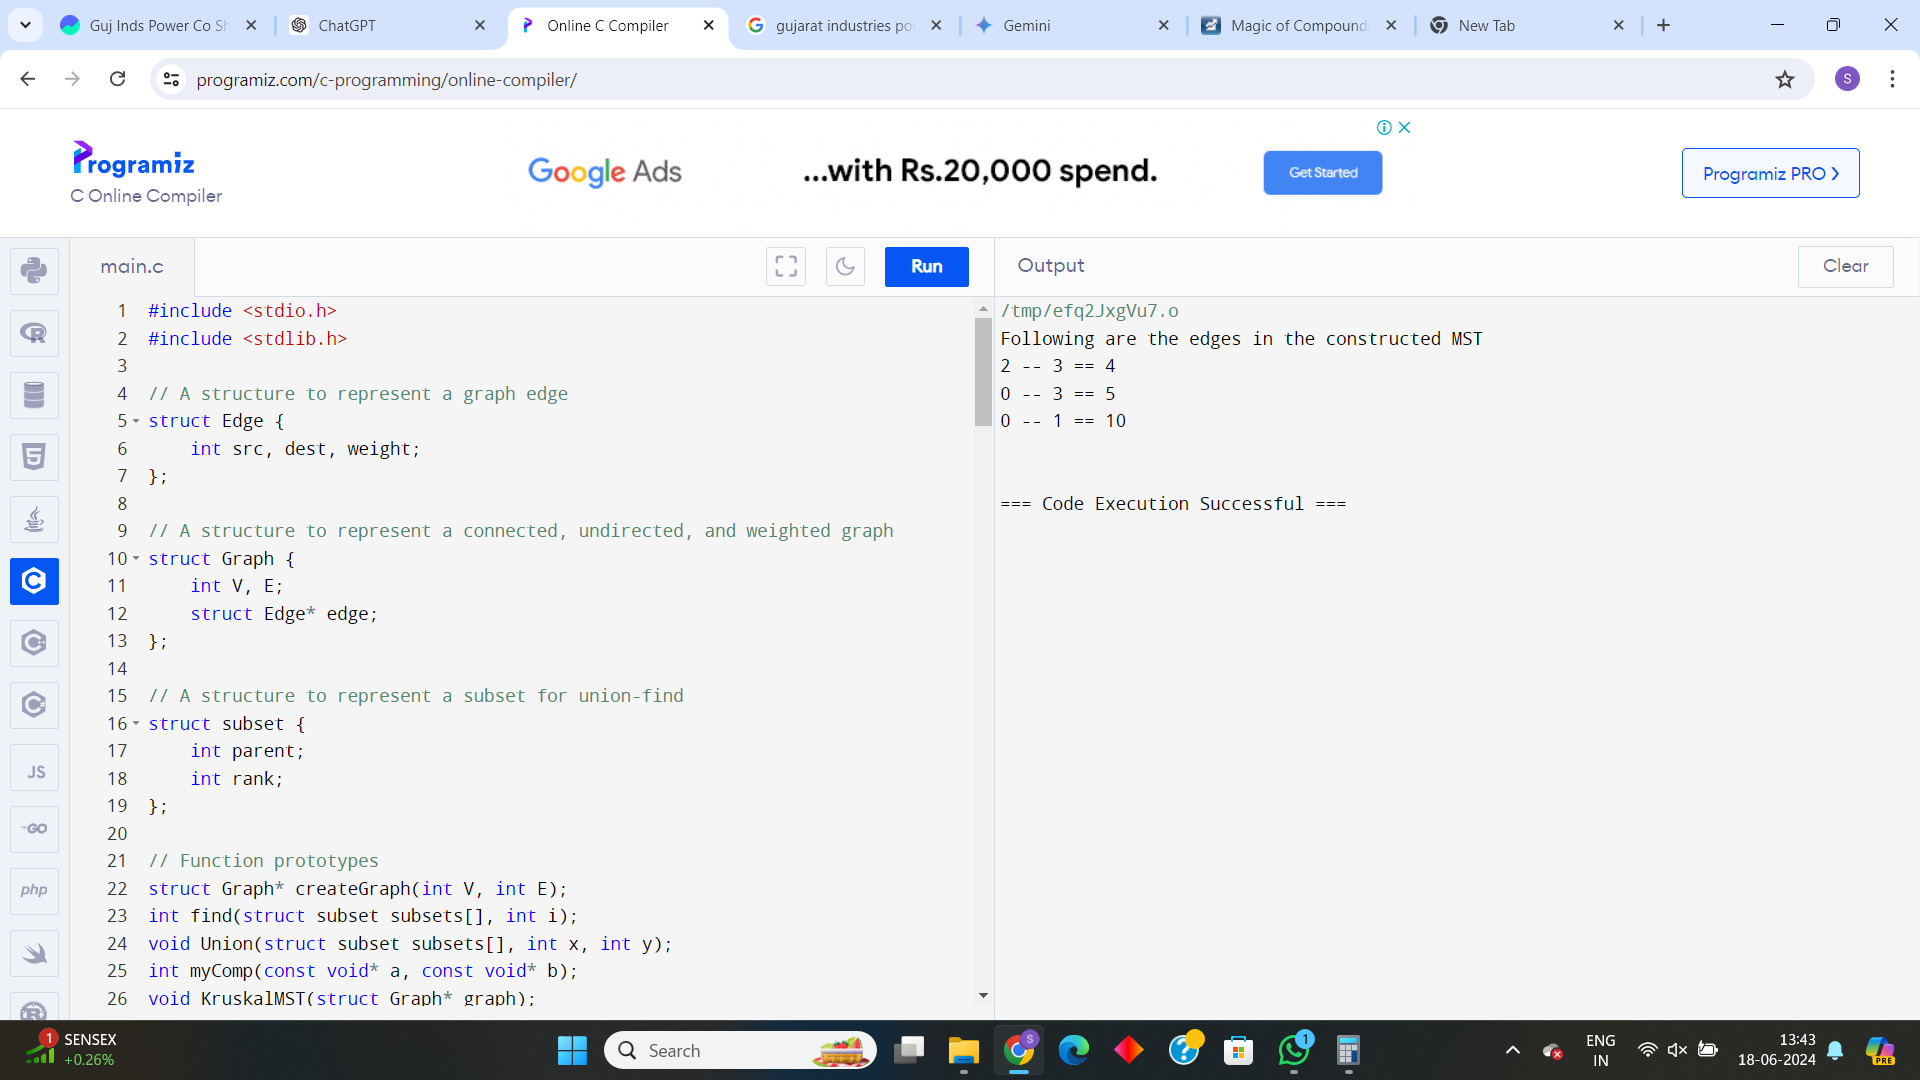 Guj Inds Power Co Sh
ChatGPT
Online C Compiler
gujarat industries po
Gemini
Magic of Compound
New Tab
programiz.com/c-programming/online-compiler/
S
Programiz
C Online Compiler
Google Ads
...with Rs.20,000 spend.
Get Started
Programiz PRO
main.c
Run
Output
Clear
1 #include <stdio.h>
2 #include <stdlib.h>
3
4 // A structure to represent a graph edge
5 struct Edge {
6 int src, dest, weight;
7 };
8
9 // A structure to represent a connected, undirected, and weighted graph
10 struct Graph {
11 int V, E;
12 struct Edge* edge;
13 };
14
15 // A structure to represent a subset for union-find
16 struct subset {
17 int parent;
18 int rank;
19 };
20
21 // Function prototypes
22 struct Graph* createGraph(int V, int E);
23 int find(struct subset subsets[], int i);
24 void Union(struct subset subsets[], int x, int y);
25 int myComp(const void* a, const void* b);
26 void KruskalMST(struct Graph* graph);
/tmp/efq2JxgVu7.o
Following are the edges in the constructed MST
2 -- 3 == 4
0 -- 3 == 5
0 -- 1 == 10
=== Code Execution Successful ===
R
5
C
JS
GO
php
R
1
SENSEX
+0.26%
Search
S
1
ENG
IN
13:43
18-06-2024
PRE